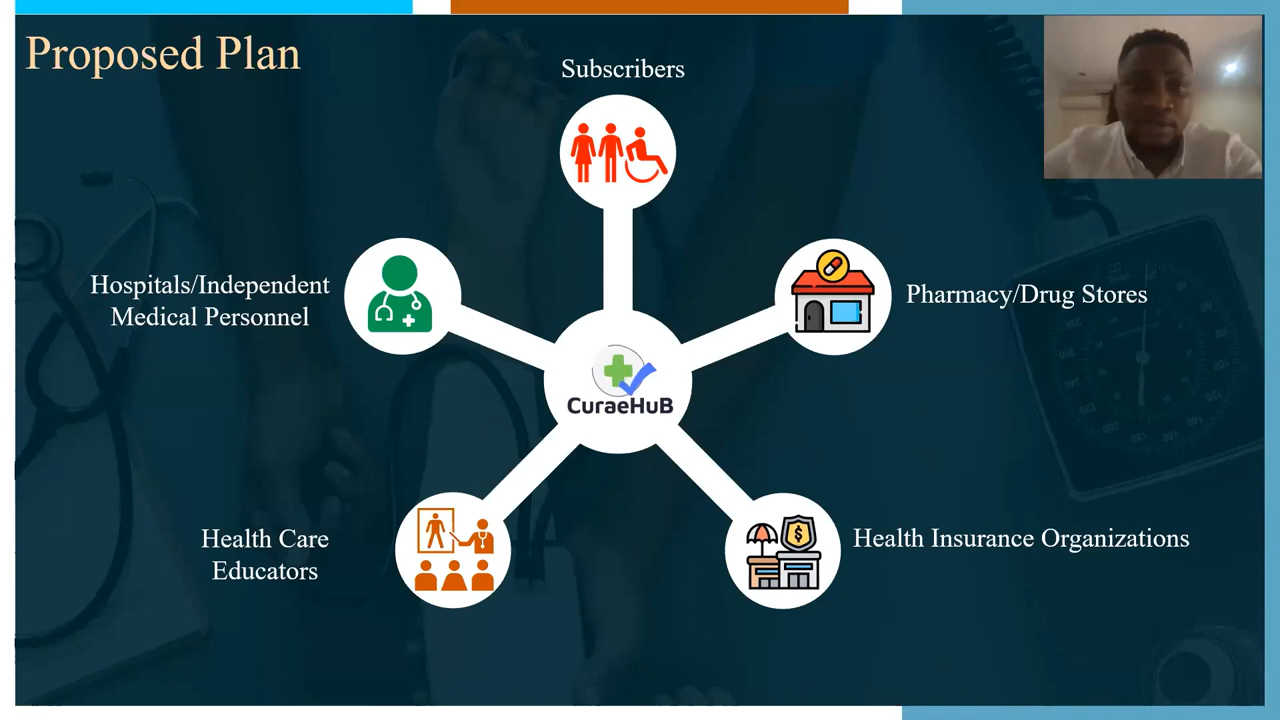 Proposed Plan
Subscribers
Hospitals/Independent
Medical Personnel
Pharmacy/Drug Stores
CuraeHuB
Health Care
Educators
Health Insurance Organizations